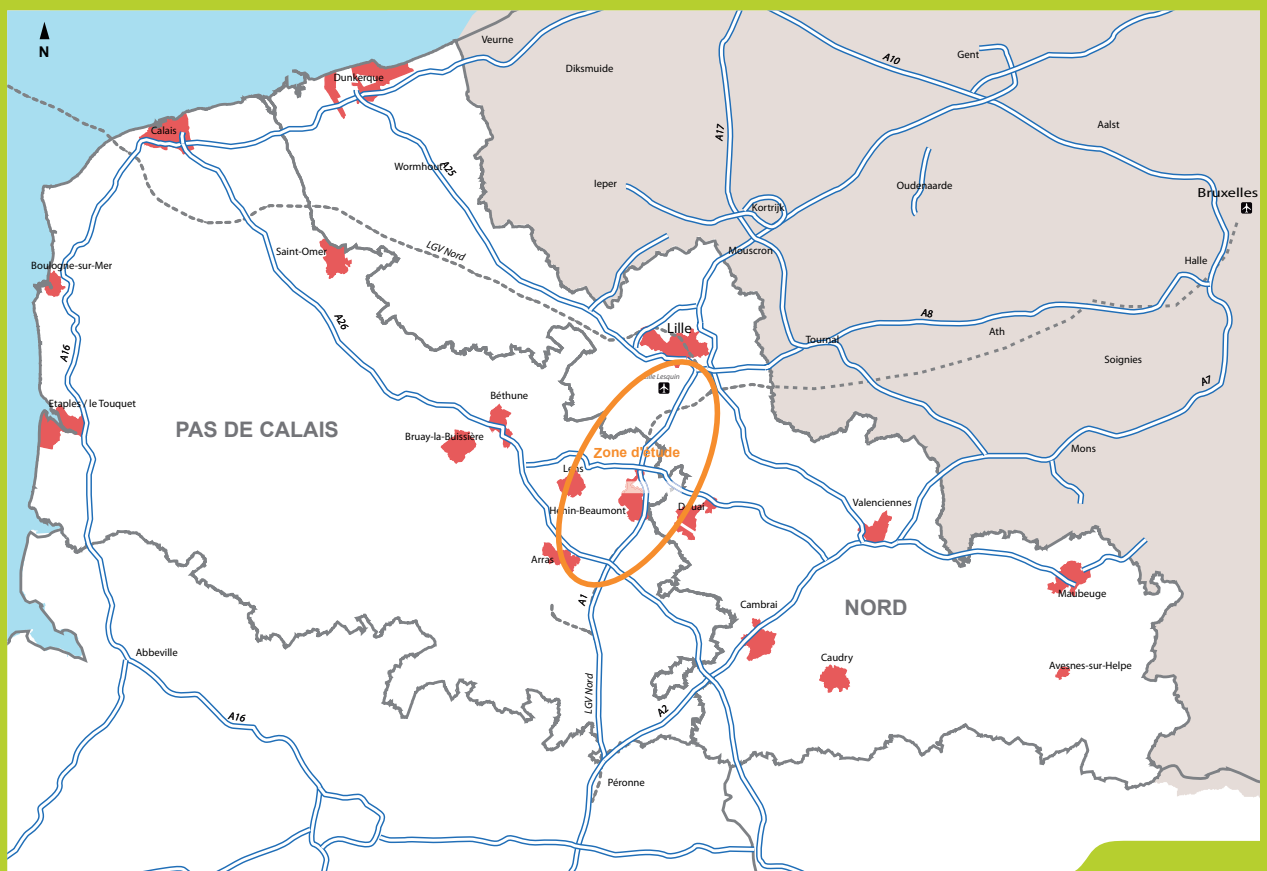 N
Veurne
Diksmuide
A10
Gent
Dunkerque
Calais
A17
Aalst
Wormhout
A25
Ieper
Oudenaarde
Bruxelles
Kortrijk
Saint-Omer
LGV Nord
Mouscron
Boulogne-sur-Mer
Halle
A26
A16
Lille
A8
Tournai
Ath
Soignies
Lesquin
A7
Etaples / le Touquet
Béthune
PAS DE CALAIS
Bruay-la-Buissière
Zone d'étude
Mons
Lens
Hénin-Beaumont
Douai
Valenciennes
Arras
A1
Cambrai
NORD
Maubeuge
Abbeville
Caudry
Avesnes-sur-Helpe
LGV Nord
A2
A16
Péronne